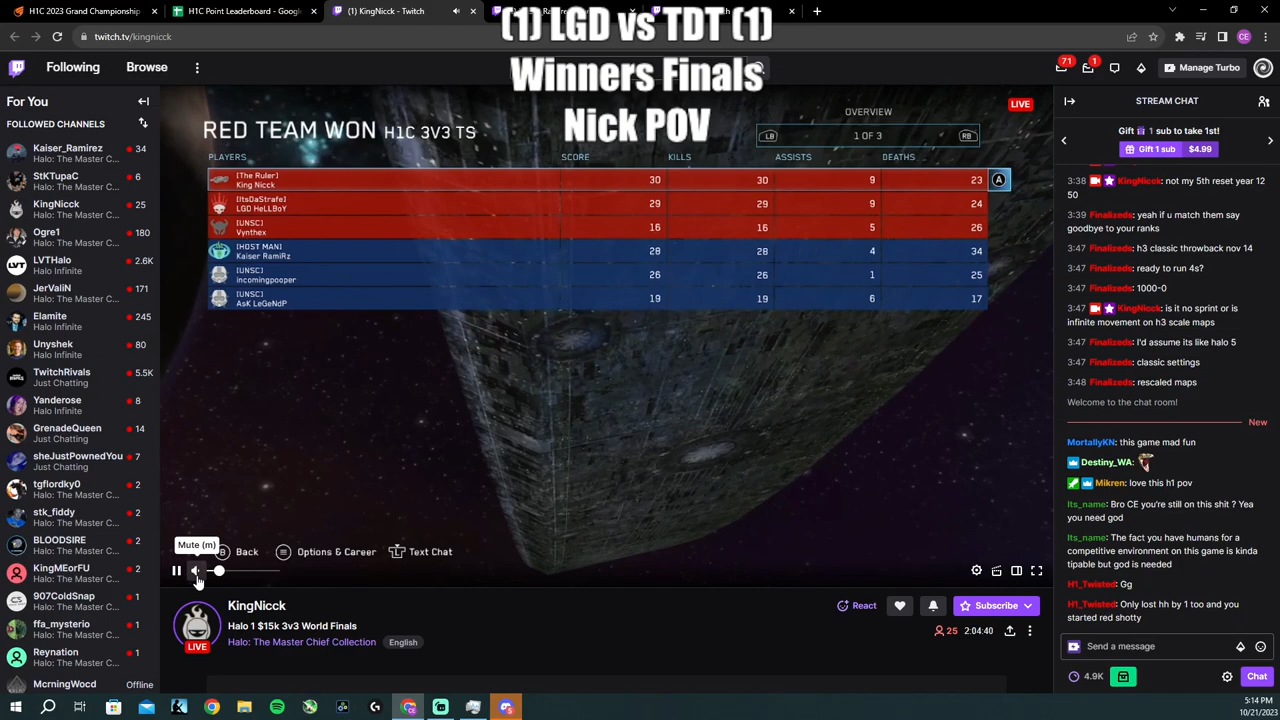 H1C 2023 Grand Championship
H1C Point Leaderboard - Google
(1) KingNicck - Twitch
twitch.tv/kingnicck
(1) LGD vs TDT (1)
Winners Finals
Nick POV
Following
Browse
71
1
Manage Turbo
CE
For You
FOLLOWED CHANNELS
Kaiser_Ramirez
34
Halo: The Master C...
StKTupaC
6
Halo: The Master C...
KingNicck
25
Halo: The Master C...
Ogre1
180
Halo: The Master C...
LVTHalo
2.6K
Halo Infinite
JerValiN
171
Halo: The Master C...
Elamite
245
Halo Infinite
Unyshek
80
Halo Infinite
TwitchRivals
5.5K
Just Chatting
Yanderose
8
Halo Infinite
GrenadeQueen
14
Just Chatting
sheJustPownedYou
7
Halo: The Master C...
tgflordky0
2
Halo: The Master C...
stk_fiddy
2
Halo: The Master C...
BLOODSIRE
2
Halo: The Master C...
KingMEorFU
2
Halo: The Master C...
907ColdSnap
1
Halo: The Master C...
ffa_mysterio
1
Halo: The Master C...
Reynation
1
Halo: The Master C...
McrningWocd
Offline
RED TEAM WON H1C 3V3 TS
OVERVIEW
LB 1 OF 3 RB
LIVE
PLAYERS SCORE KILLS ASSISTS DEATHS
[The Ruler]
King Nicck 30 30 9 23 A
[ItsDaStrafe]
LGD HeLLBoY 29 29 9 24
[UNSC]
Vynthex 16 16 5 26
[HOST MAN]
Kaiser RamiRz 28 28 4 34
[UNSC]
incomingpooper 26 26 1 25
[UNSC]
AsK LeGeNdP 19 19 6 17
Mute (m)
B Back
Options & Career
Text Chat
KingNicck
LIVE
Halo 1 $15k 3v3 World Finals
Halo: The Master Chief Collection
English
React
Subscribe
25
2:04:40
STREAM CHAT
Gift 1 sub to take 1st!
Gift 1 sub $4.99
3:38 KingNicck: not my 5th reset year 12
50
3:39 Finalizeds: yeah if u match them say
goodbye to your ranks
3:47 Finalizeds: h3 classic throwback nov 14
3:47 Finalizeds: ready to run 4s?
3:47 Finalizeds: 1000-0
3:47 KingNicck: is it no sprint or is
infinite movement on h3 scale maps
3:47 Finalizeds: I'd assume its like halo 5
3:47 Finalizeds: classic settings
3:48 Finalizeds: rescaled maps
Welcome to the chat room!
New
MortallyKN: this game mad fun
Destiny_WA:
Mikren: love this h1 pov
Its_name: Bro CE you're still on this shit ? Yea
you need god
Its_name: The fact you have humans for a
competitive environment on this game is kinda
tipable but god is needed
H1_Twisted: Gg
H1_Twisted: Only lost hh by 1 too and you
started red shotty
Send a message
4.9K
Chat
5:14 PM
10/21/2023